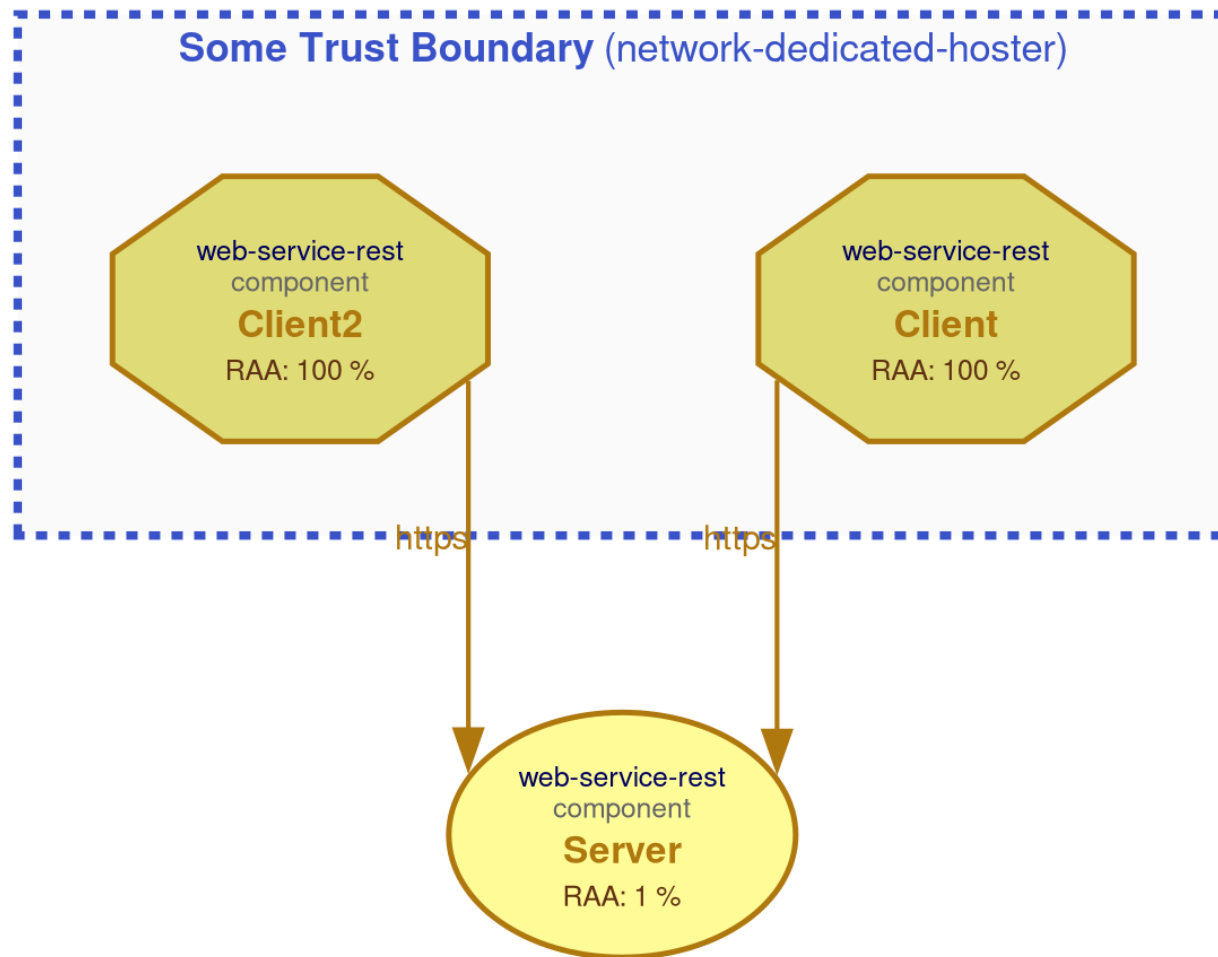 Some Trust Boundary (network-dedicated-hoster)
web-service-rest
component
Client2
RAA: 100 %
web-service-rest
component
Client
RAA: 100 %
https
https
web-service-rest
component
Server
RAA: 1 %